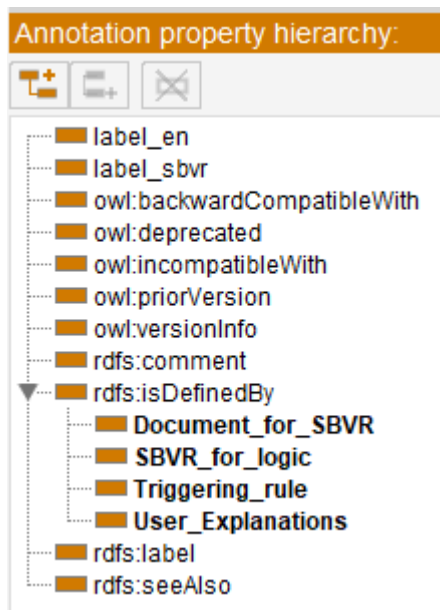 Annotation property hierarchy:
label_en
label_sbvr
owl:backwardCompatibleWith
owl:deprecated
owl:incompatibleWith
owl:priorVersion
owl:versionInfo
rdfs:comment
rdfs:isDefinedBy
Document_for_SBVR
SBVR_for_logic
Triggering_rule
User_Explanations
rdfs:label
rdfs:seeAlso